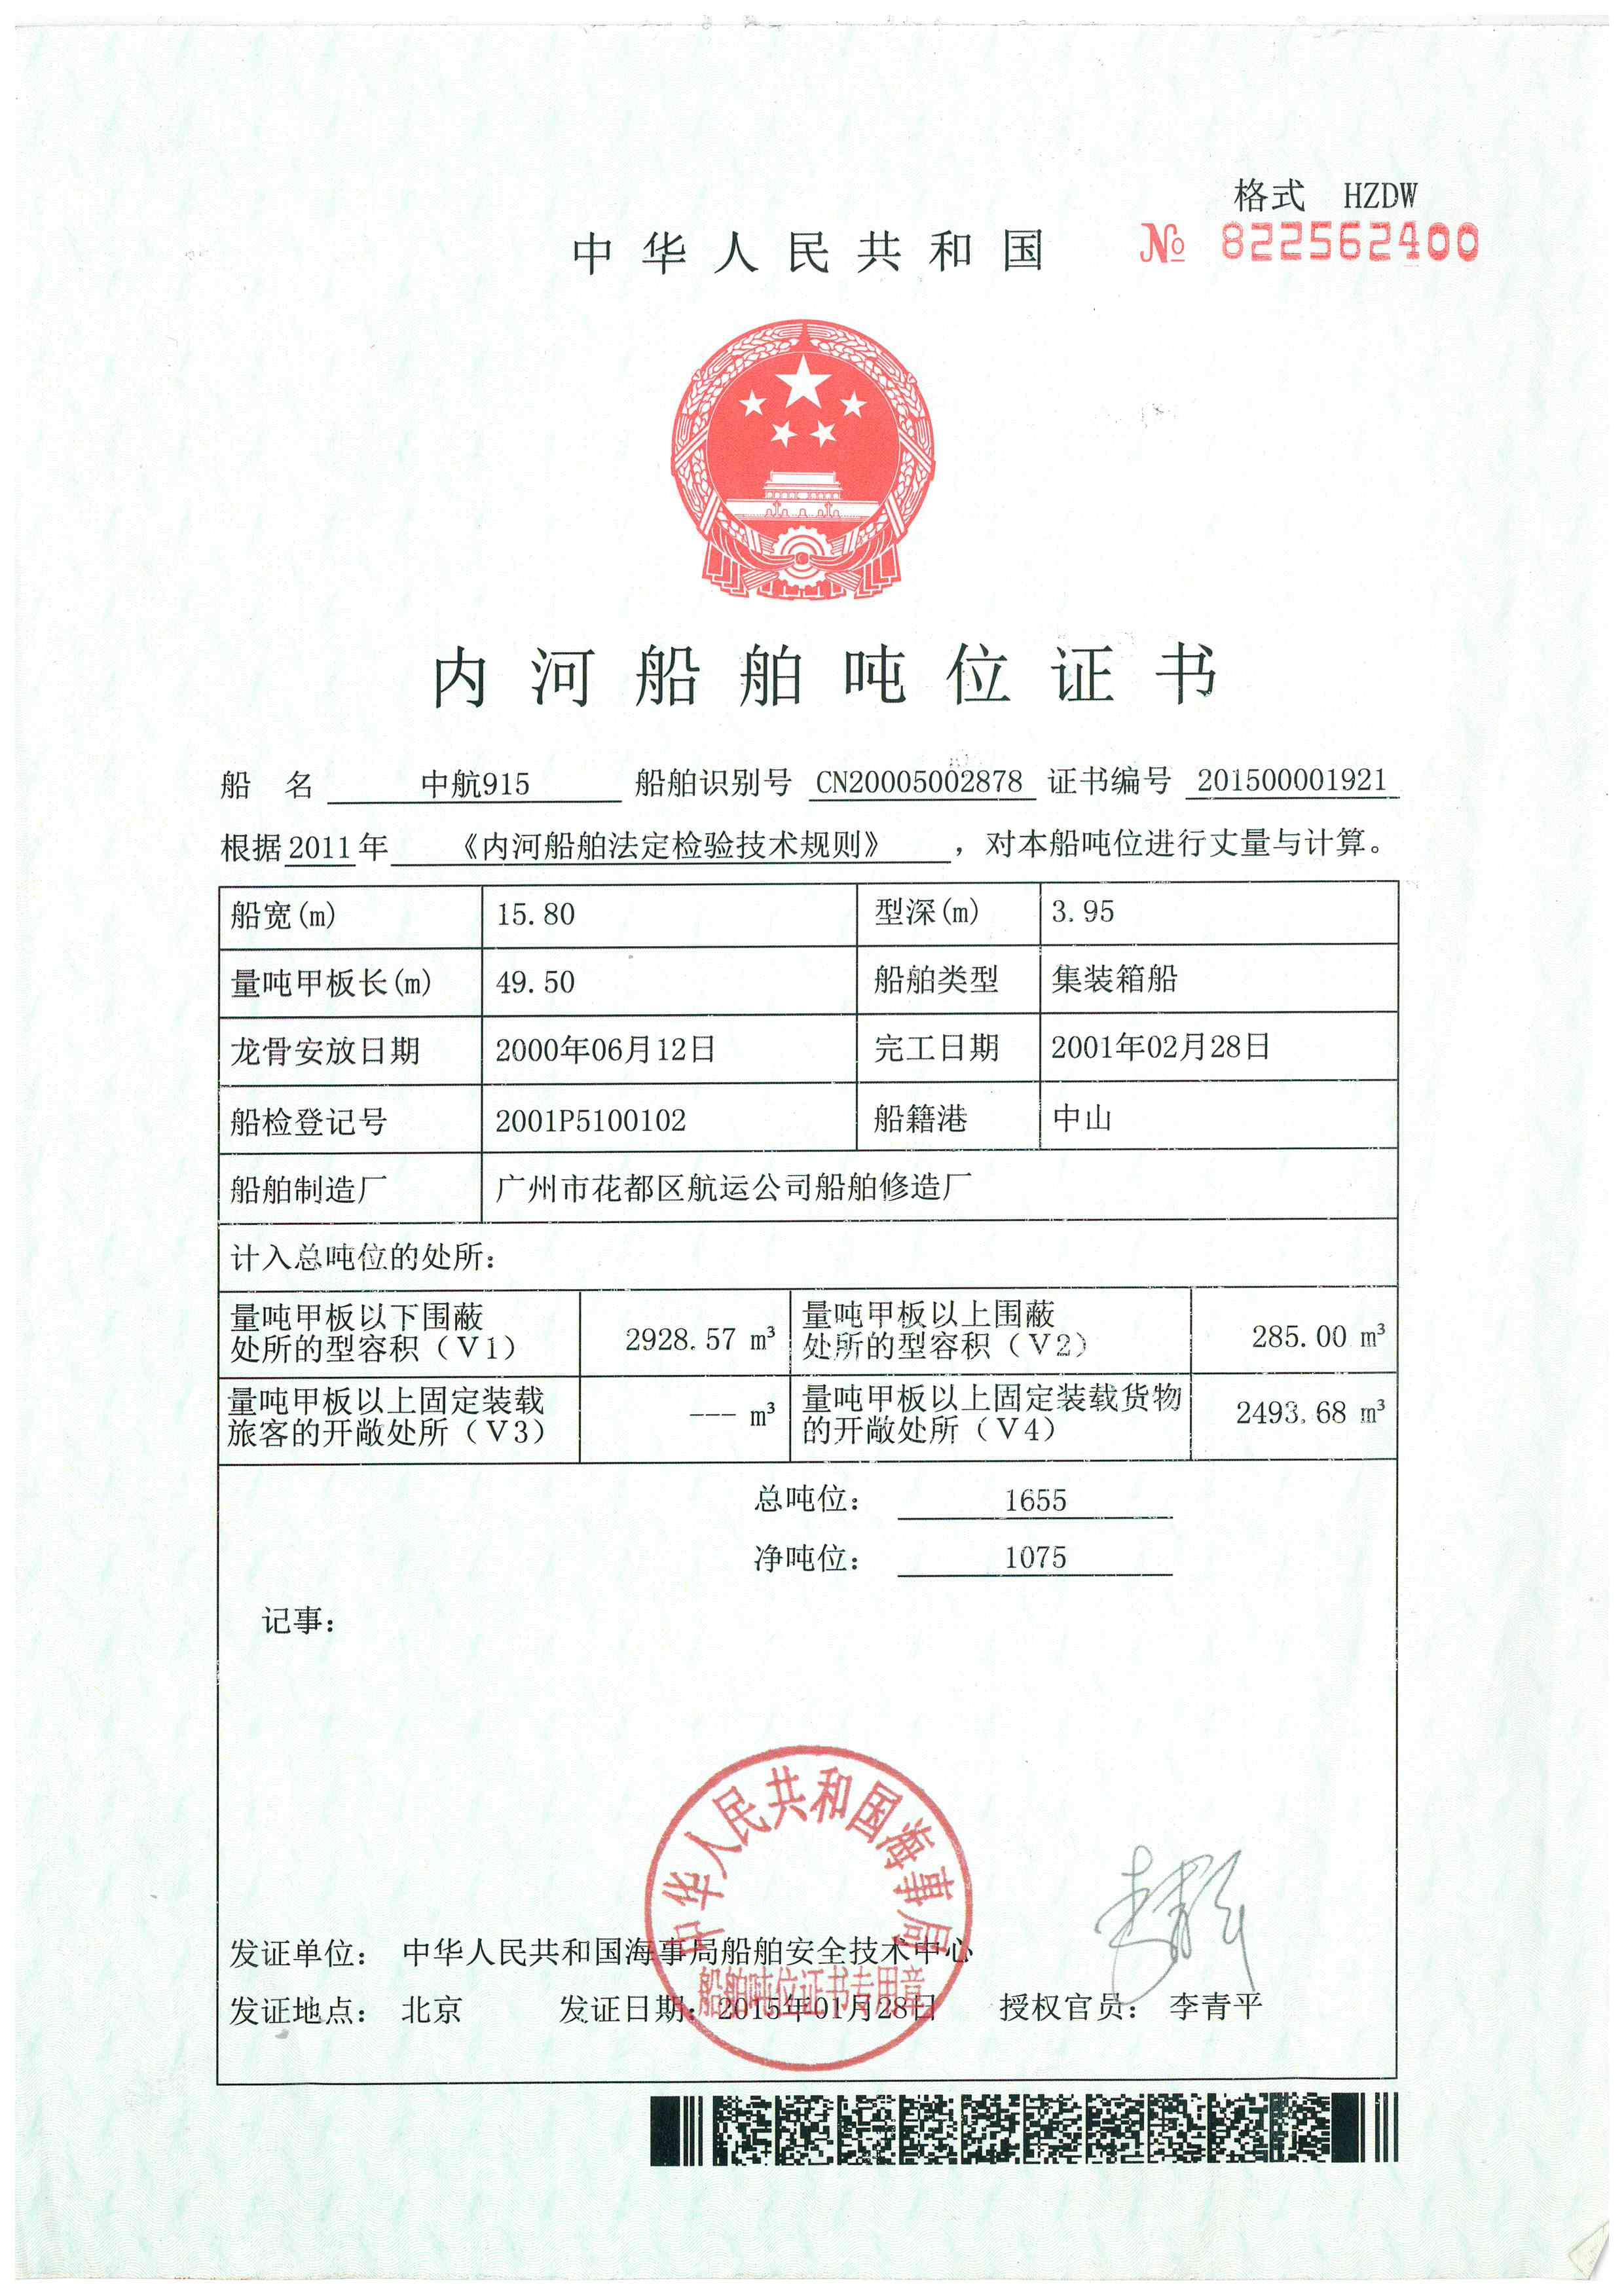 格式 HZDW
中华人民共和国
№ 822562400
内河船舶吨位证书
船 名 中航915 船舶识别号 CN20005002878 证书编号 201500001921
根据2011年 《内河船舶法定检验技术规则》 ，对本船吨位进行丈量与计算。
船宽(m) 15.80 型深(m) 3.95
量吨甲板长(m) 49.50 船舶类型 集装箱船
龙骨安放日期 2000年06月12日 完工日期 2001年02月28日
船检登记号 2001P5100102 船籍港 中山
船舶制造厂 广州市花都区航运公司船舶修造厂
计入总吨位的处所：
量吨甲板以下围蔽
处所的型容积（V1） 2928.57 m³
量吨甲板以上围蔽
处所的型容积（V2） 285.00 m³
量吨甲板以上固定装载
旅客的开敞处所（V3） --- m³
量吨甲板以上固定装载货物
的开敞处所（V4） 2493.68 m³
总吨位： 1655
净吨位： 1075
记事：
中华人民共和国海事局
船舶吨位证书专用章
发证单位： 中华人民共和国海事局船舶安全技术中心
发证地点： 北京 发证日期：2015年01月28日 授权官员： 李青平